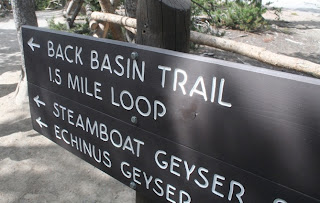 ← BACK BASIN TRAIL
1.5 MILE LOOP
← STEAMBOAT GEYSER
← ECHINUS GEYSER